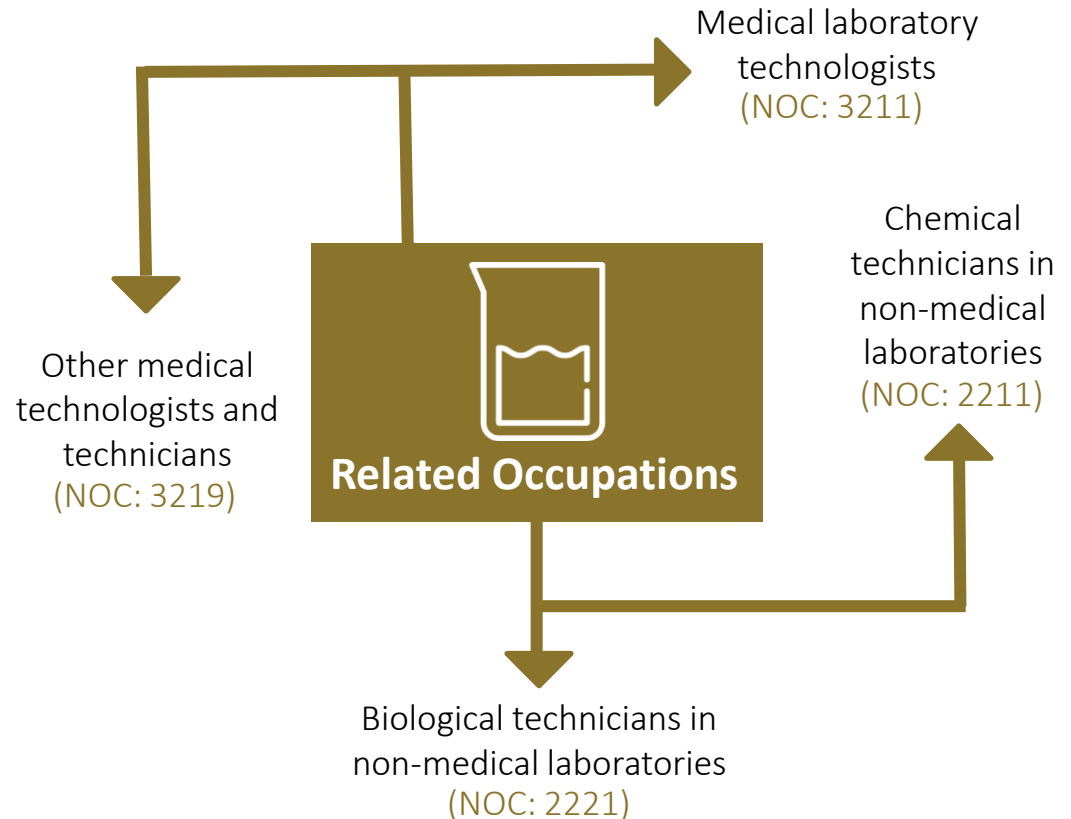 Medical laboratory
technologists
(NOC: 3211)
Chemical
technicians in
non-medical
laboratories
(NOC: 2211)
Other medical
technologists and
technicians
(NOC: 3219)
Related Occupations
Biological technicians in
non-medical laboratories
(NOC: 2221)